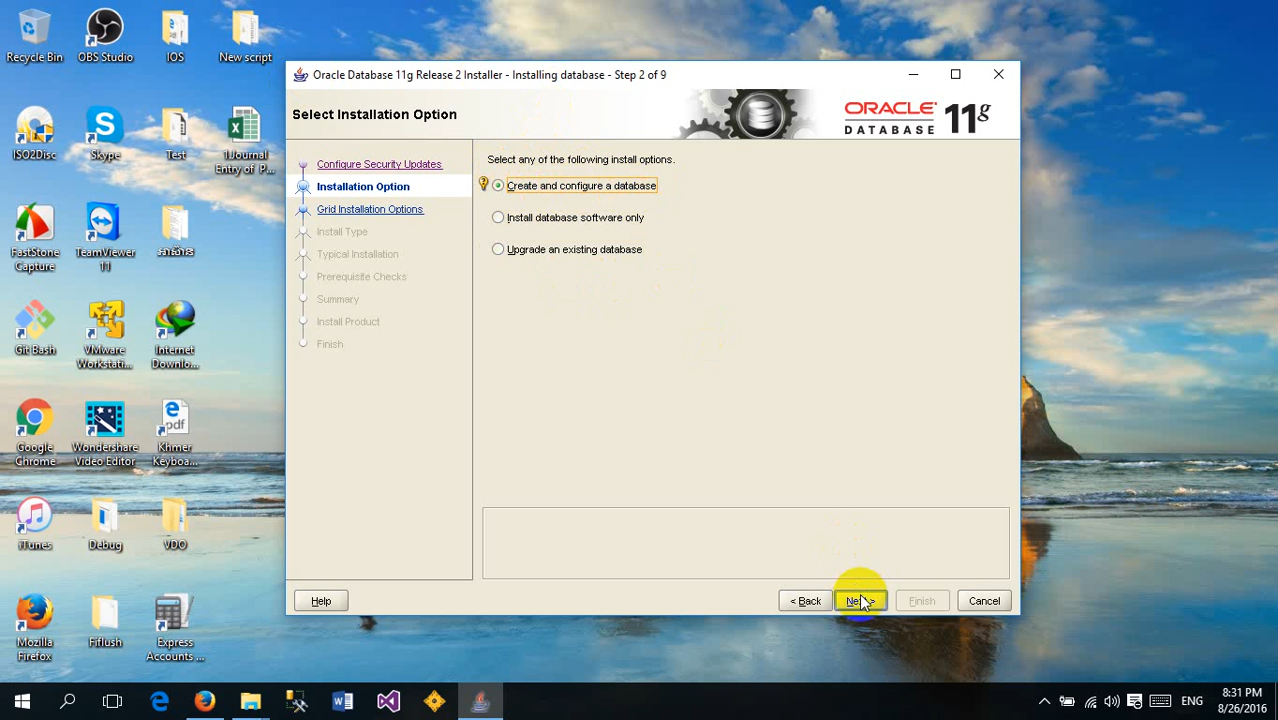 Recycle Bin
OBS Studio
IOS
New script
ISO2Disc
Skype
Test
1Journal
Entry of P...
FastStone
Capture
TeamViewer
11
Git Bash
VMware
Workstati...
Internet
Downlo...
Google
Chrome
Wondershare
Video Editor
pdf
Khmer
Keyboa...
iTunes
Debug
VDO
Mozilla
Firefox
Fiflush
Express
Accounts ...
Oracle Database 11g Release 2 Installer - Installing database - Step 2 of 9
Select Installation Option
ORACLE
DATABASE 11g
Configure Security Updates
Installation Option
Grid Installation Options
Install Type
Typical Installation
Prerequisite Checks
Summary
Install Product
Finish
Select any of the following install options.
Create and configure a database
Install database software only
Upgrade an existing database
Help
< Back
Next >
Finish
Cancel
ENG
8:31 PM
8/26/2016